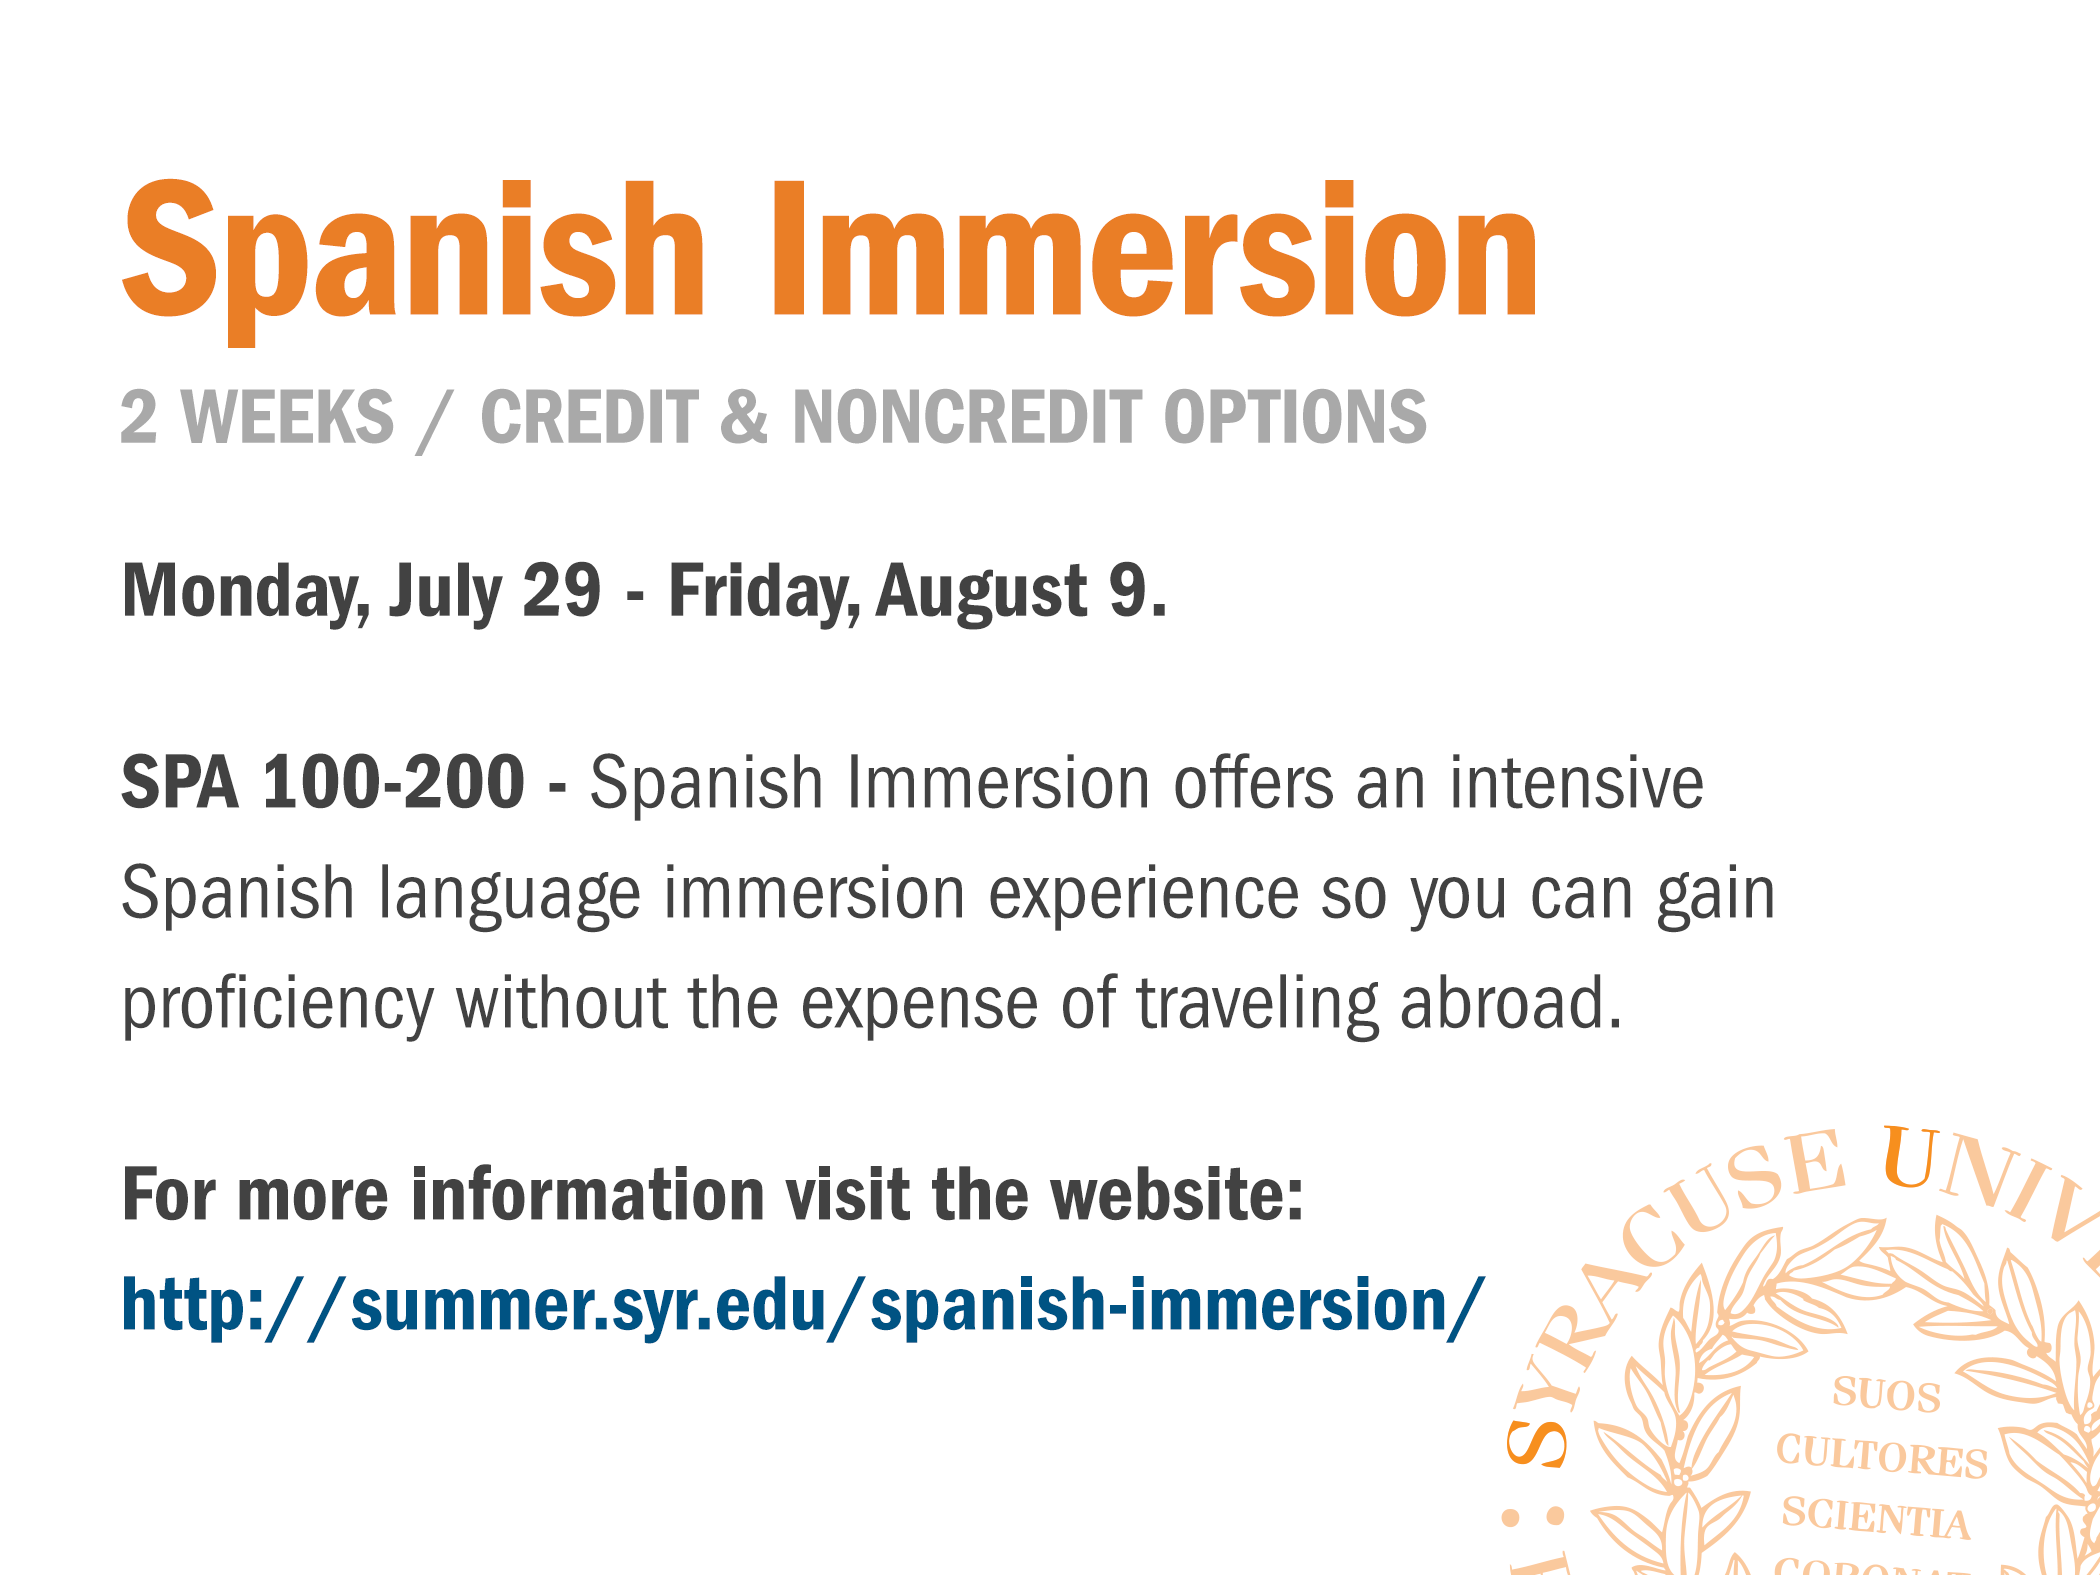 Spanish Immersion
2 WEEKS / CREDIT & NONCREDIT OPTIONS
Monday, July 29 - Friday, August 9.
SPA 100-200 - Spanish Immersion offers an intensive
Spanish language immersion experience so you can gain
proficiency without the expense of traveling abroad.
For more information visit the website:
http://summer.syr.edu/spanish-immersion/
SYRACUSE UNIV
SUOS
CULTORES
SCIENTIA